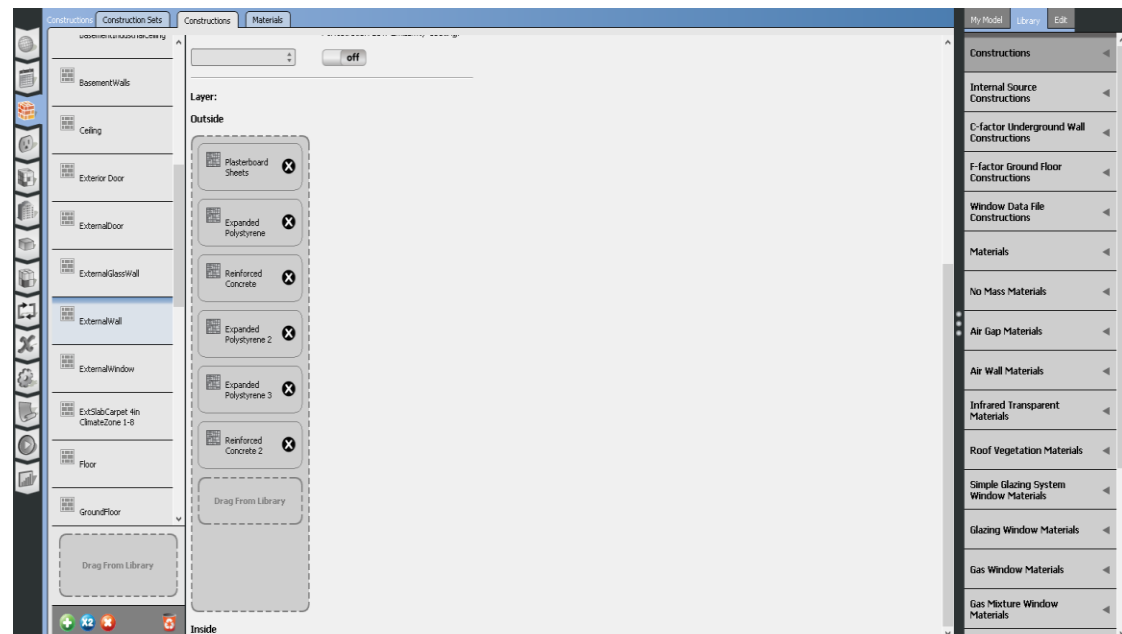 Constructions
Construction Sets
Constructions
Materials
BasementWalls
Ceiling
Exterior Door
ExternalDoor
ExternalGlassWall
ExternalWall
ExternalWindow
ExtSlabCarpet 4in
ClimateZone 1-8
Floor
GroundFloor
Drag From Library
X2
off
Layer:
Outside
Plasterboard
Sheets
Expanded
Polystyrene
Reinforced
Concrete
Expanded
Polystyrene 2
Expanded
Polystyrene 3
Reinforced
Concrete 2
Drag From Library
Inside
My Model
Library
Edit
Constructions
Internal Source
Constructions
C-factor Underground Wall
Constructions
F-factor Ground Floor
Constructions
Window Data File
Constructions
Materials
No Mass Materials
Air Gap Materials
Air Wall Materials
Infrared Transparent
Materials
Roof Vegetation Materials
Simple Glazing System
Window Materials
Glazing Window Materials
Gas Window Materials
Gas Mixture Window
Materials